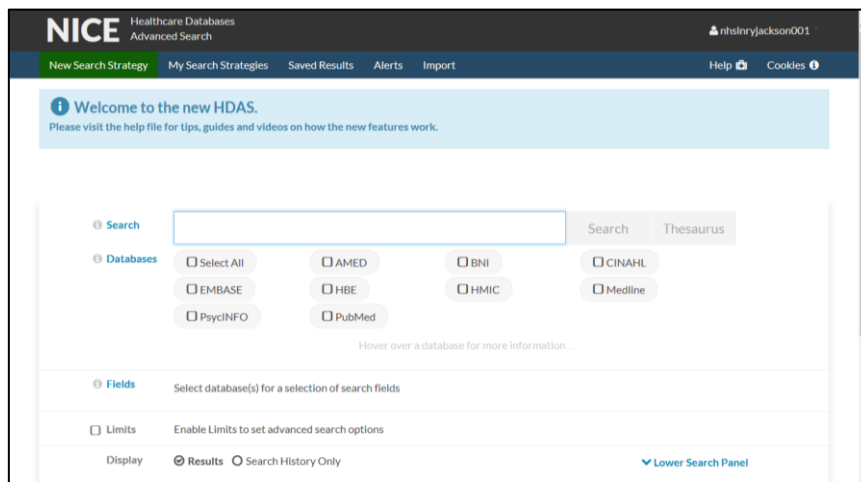 NICE Healthcare Databases Advanced Search
nhslnryjackson001
New Search Strategy My Search Strategies Saved Results Alerts Import Help Cookies
Welcome to the new HDAS.
Please visit the help file for tips, guides and videos on how the new features work.
Search Search Thesaurus
Databases Select All AMED BNI CINAHL
EMBASE HBE HMIC Medline
PsycINFO PubMed
Hover over a database for more information...
Fields Select database(s) for a selection of search fields
Limits Enable Limits to set advanced search options
Display Results Search History Only Lower Search Panel